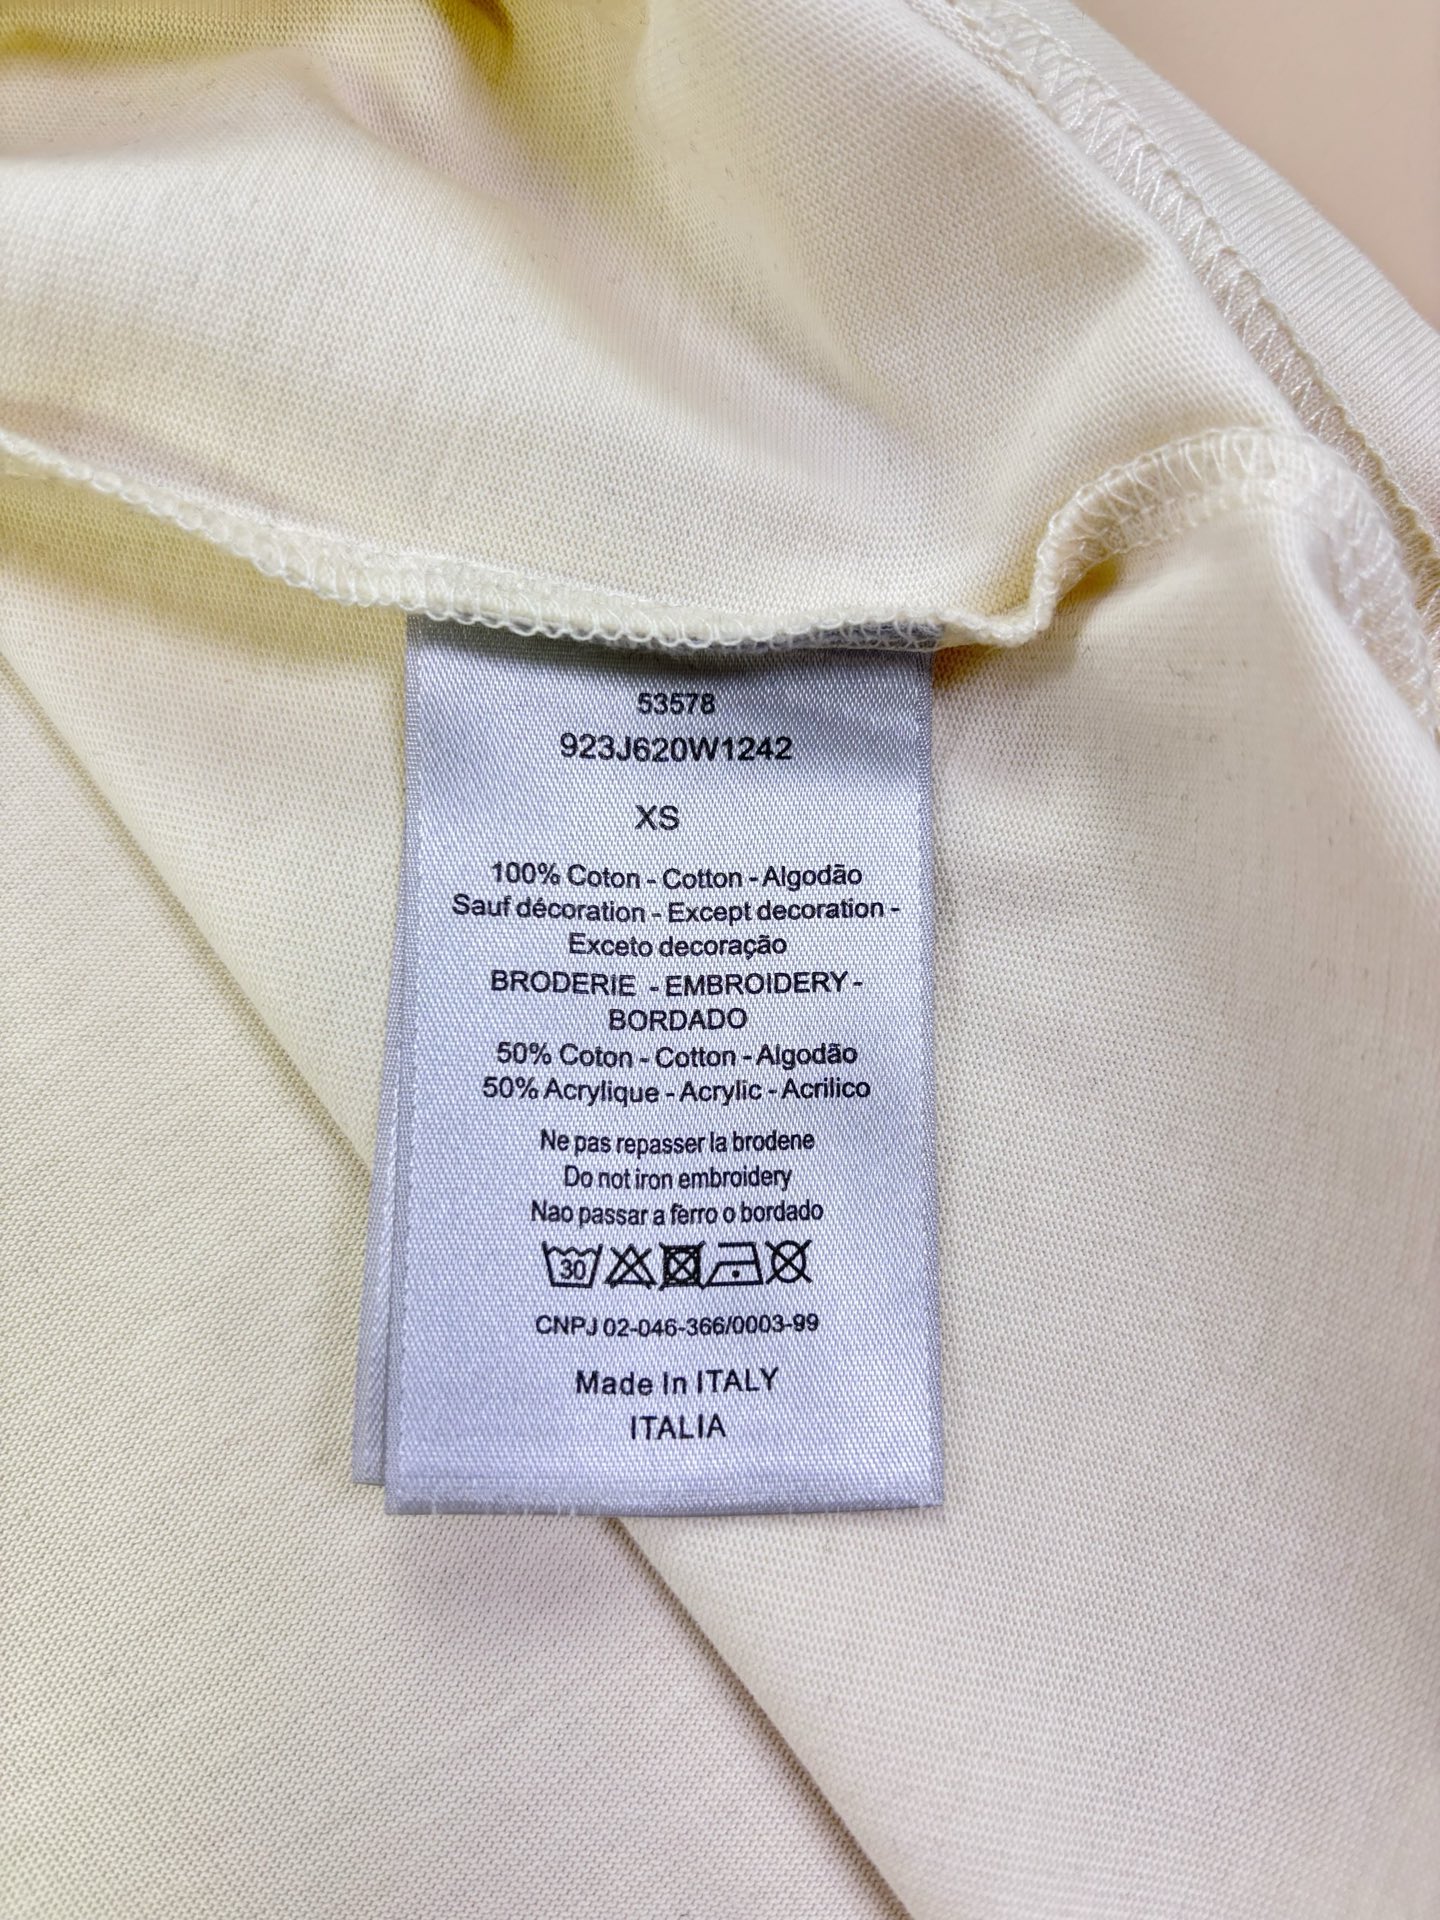 53578
923J620W1242
XS
100% Coton - Cotton - Algodão
Sauf décoration - Except decoration -
Exceto decoração
BRODERIE - EMBROIDERY -
BORDADO
50% Coton - Cotton - Algodão
50% Acrylique - Acrylic - Acrilico
Ne pas repasser la brodene
Do not iron embroidery
Nao passar a ferro o bordado
30
CNPJ 02-046-366/0003-99
Made In ITALY
ITALIA